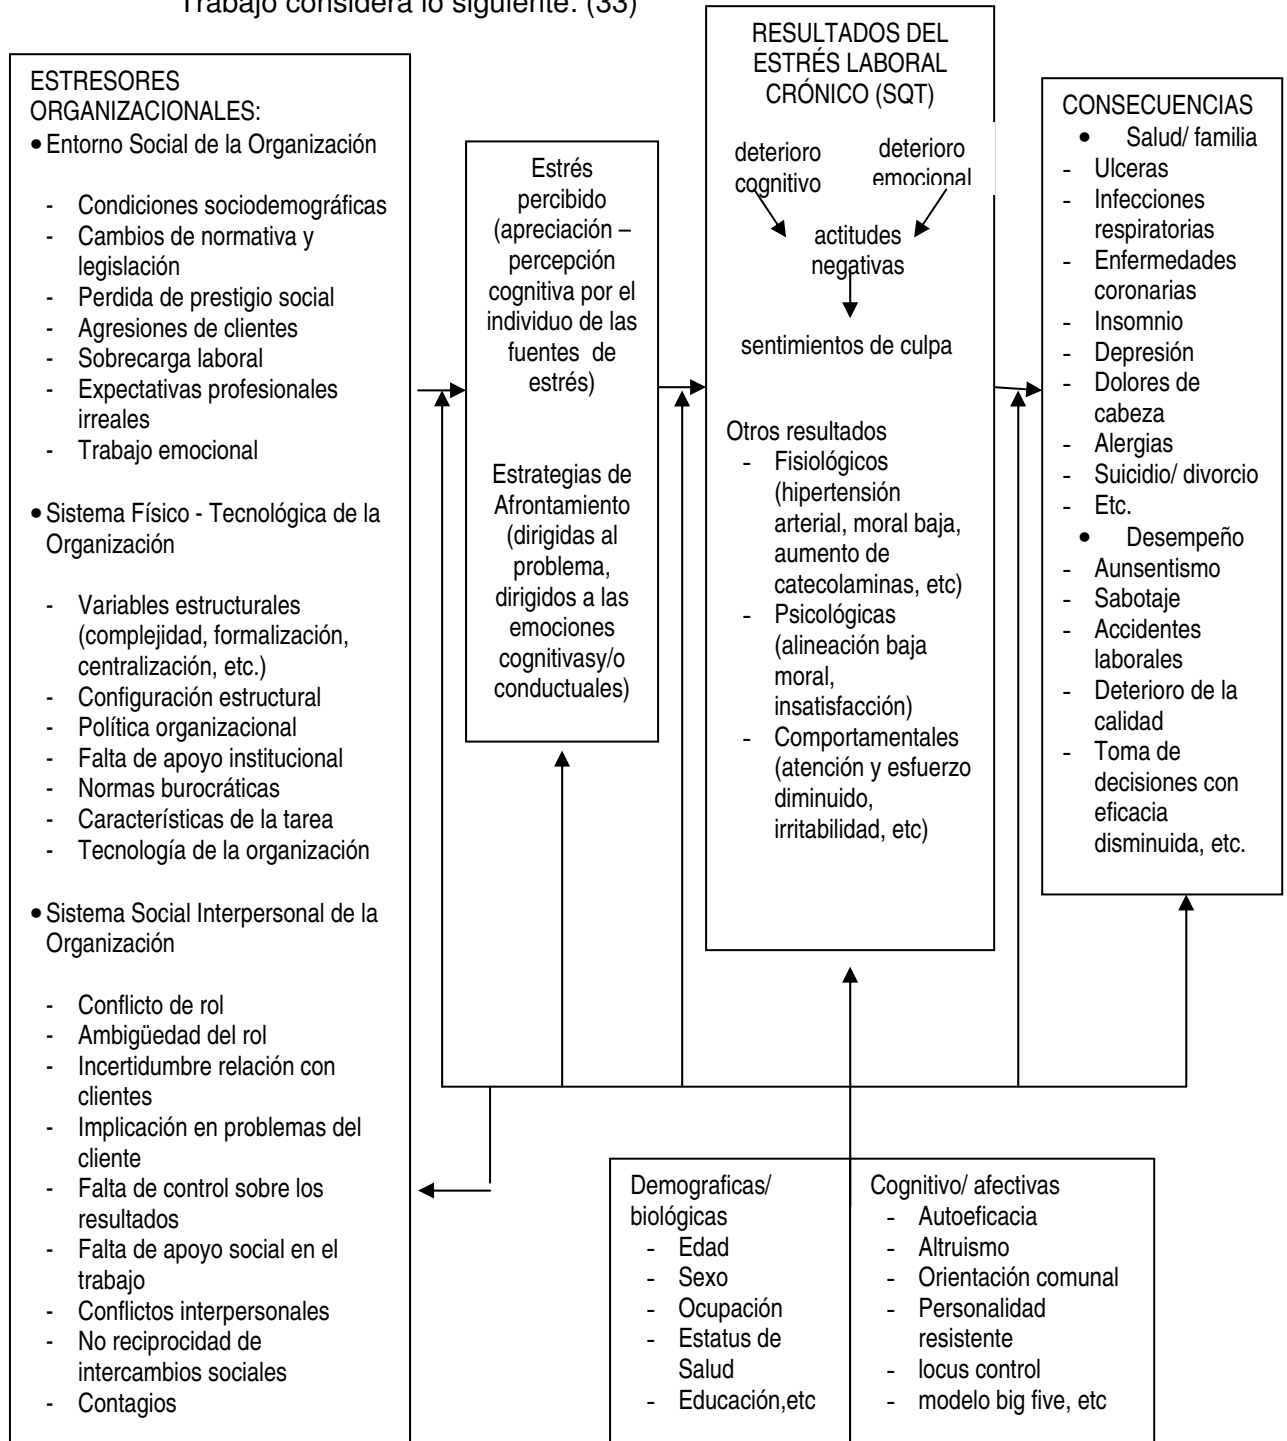 Trabajo considera lo siguiente: (33)
ESTRESORES
ORGANIZACIONALES:
• Entorno Social de la Organización
- Condiciones sociodemográficas
- Cambios de normativa y
legislación
- Perdida de prestigio social
- Agresiones de clientes
- Sobrecarga laboral
- Expectativas profesionales
irreales
- Trabajo emocional
• Sistema Físico - Tecnológica de la
Organización
- Variables estructurales
(complejidad, formalización,
centralización, etc.)
- Configuración estructural
- Política organizacional
- Falta de apoyo institucional
- Normas burocráticas
- Características de la tarea
- Tecnología de la organización
• Sistema Social Interpersonal de la
Organización
- Conflicto de rol
- Ambigüedad del rol
- Incertidumbre relación con
clientes
- Implicación en problemas del
cliente
- Falta de control sobre los
resultados
- Falta de apoyo social en el
trabajo
- Conflictos interpersonales
- No reciprocidad de
intercambios sociales
- Contagios
Estrés
percibido
(apreciación –
percepción
cognitiva por el
individuo de las
fuentes de
estrés)
Estrategias de
Afrontamiento
(dirigidas al
problema,
dirigidos a las
emociones
cognitivasy/o
conductuales)
RESULTADOS DEL
ESTRÉS LABORAL
CRÓNICO (SQT)
deterioro
cognitivo
deterioro
emocional
actitudes
negativas
sentimientos de culpa
Otros resultados
- Fisiológicos
(hipertensión
arterial, moral baja,
aumento de
catecolaminas, etc)
- Psicológicas
(alineación baja
moral,
insatisfacción)
- Comportamentales
(atención y esfuerzo
diminuido,
irritabilidad, etc)
CONSECUENCIAS
• Salud/ familia
- Ulceras
- Infecciones
respiratorias
- Enfermedades
coronarias
- Insomnio
- Depresión
- Dolores de
cabeza
- Alergias
- Suicidio/ divorcio
- Etc.
• Desempeño
- Aunsentismo
- Sabotaje
- Accidentes
laborales
- Deterioro de la
calidad
- Toma de
decisiones con
eficacia
disminuida, etc.
Demograficas/
biológicas
- Edad
- Sexo
- Ocupación
- Estatus de
Salud
- Educación,etc
Cognitivo/ afectivas
- Autoeficacia
- Altruismo
- Orientación comunal
- Personalidad
resistente
- locus control
- modelo big five, etc